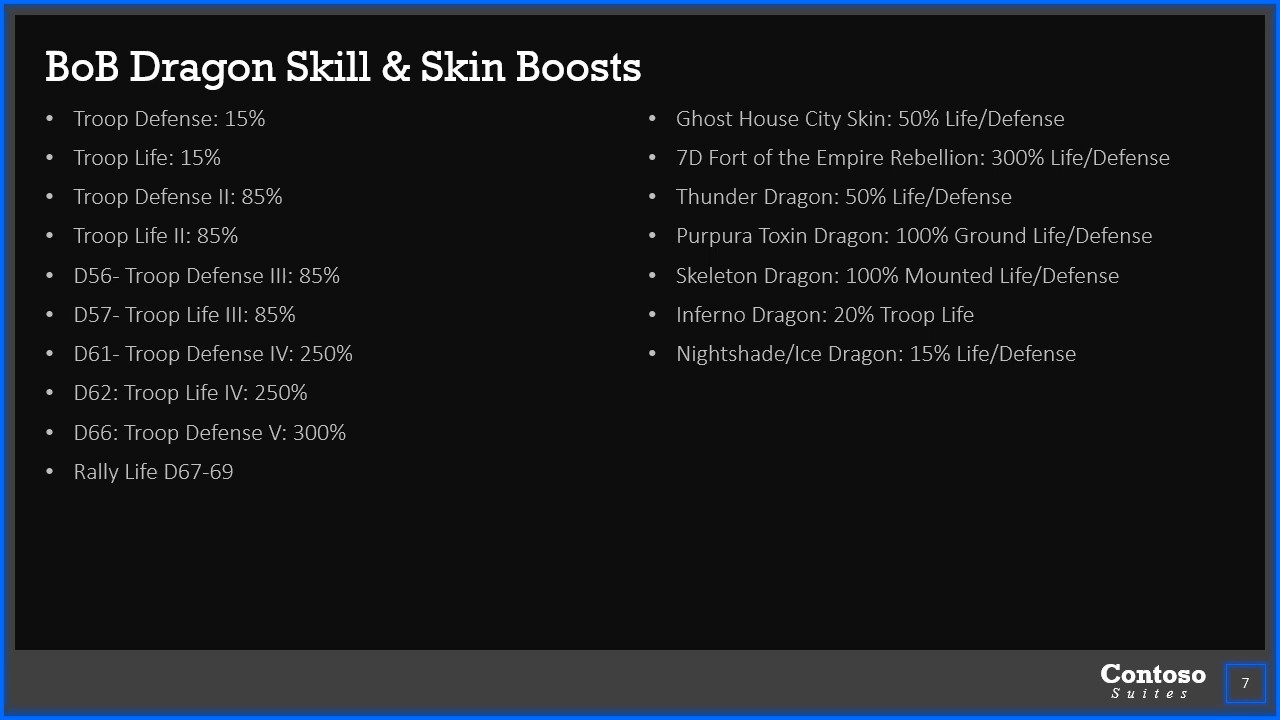 BoB Dragon Skill & Skin Boosts
• Troop Defense: 15%
• Troop Life: 15%
• Troop Defense II: 85%
• Troop Life II: 85%
• D56- Troop Defense III: 85%
• D57- Troop Life III: 85%
• D61- Troop Defense IV: 250%
• D62: Troop Life IV: 250%
• D66: Troop Defense V: 300%
• Rally Life D67-69
• Ghost House City Skin: 50% Life/Defense
• 7D Fort of the Empire Rebellion: 300% Life/Defense
• Thunder Dragon: 50% Life/Defense
• Purpura Toxin Dragon: 100% Ground Life/Defense
• Skeleton Dragon: 100% Mounted Life/Defense
• Inferno Dragon: 20% Troop Life
• Nightshade/Ice Dragon: 15% Life/Defense
Contoso
Suites
7